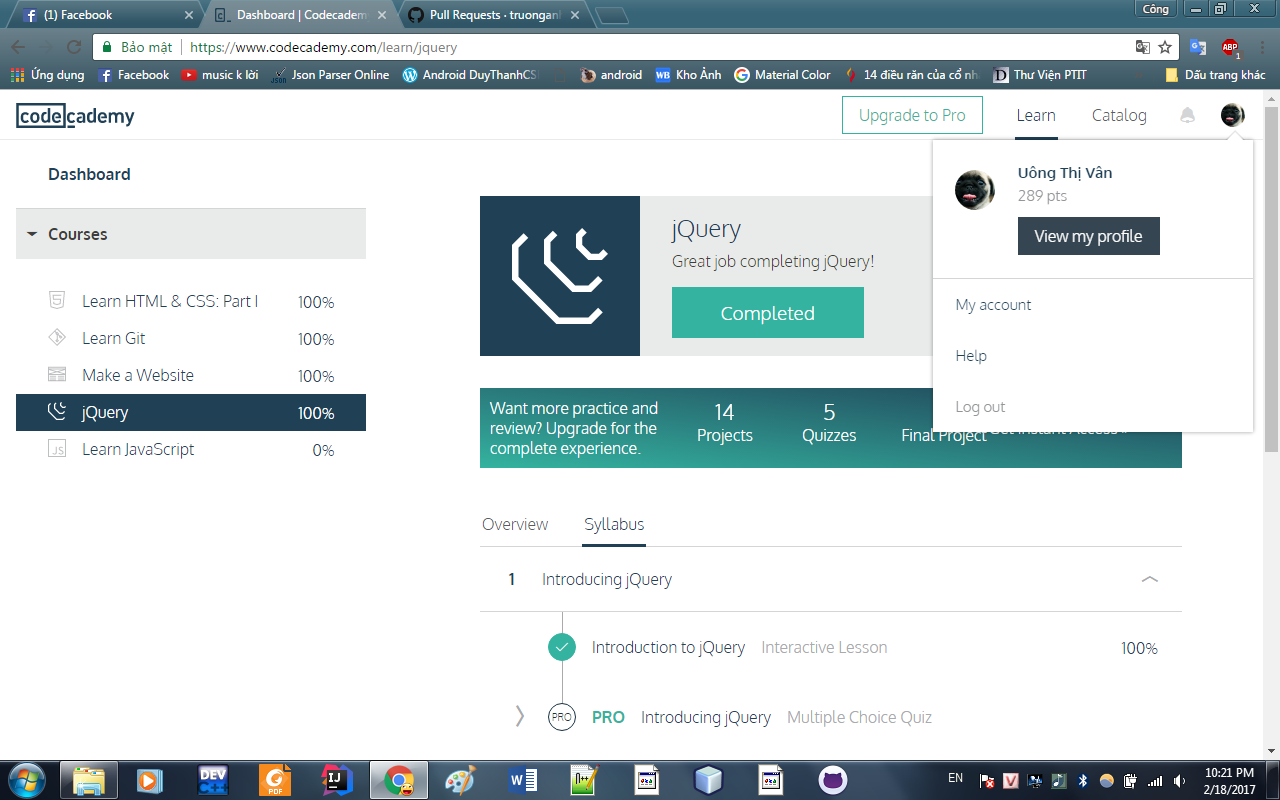 (1) Facebook
Dashboard | Codecadem
Pull Requests · truongan
Công
Bảo mật
https://www.codecademy.com/learn/jquery
ABP
1
Ứng dụng
Facebook
music k lời
Json Parser Online
Android DuyThanhCS
android
Kho Ảnh
Material Color
14 điều răn của cổ nh
Thư Viện PTIT
Dấu trang khác
codecademy
Upgrade to Pro
Learn
Catalog
Dashboard
Uông Thị Vân
289 pts
View my profile
My account
Help
Log out
Courses
Learn HTML & CSS: Part I 100%
Learn Git 100%
Make a Website 100%
jQuery 100%
Learn JavaScript 0%
jQuery
Great job completing jQuery!
Completed
Want more practice and
review? Upgrade for the
complete experience.
14
Projects
5
Quizzes
Final Project
Get Instant Access
Overview
Syllabus
1 Introducing jQuery
Introduction to jQuery Interactive Lesson 100%
PRO PRO Introducing jQuery Multiple Choice Quiz
EN
10:21 PM
2/18/2017